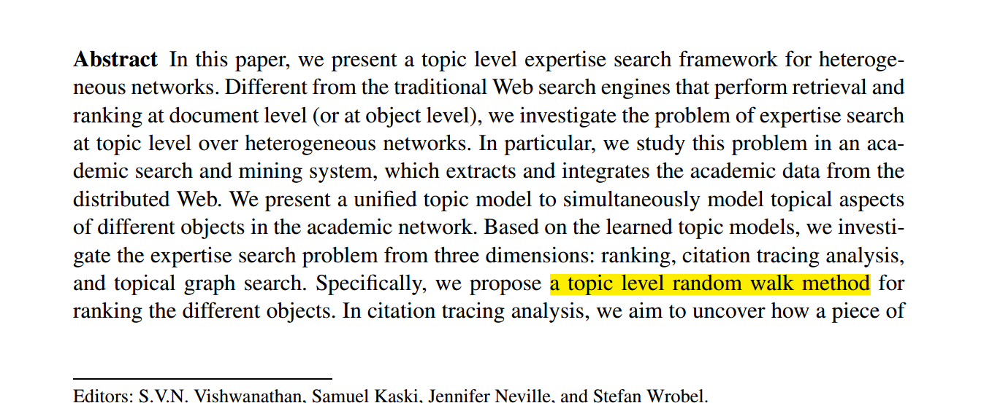 Abstract In this paper, we present a topic level expertise search framework for heteroge-
neous networks. Different from the traditional Web search engines that perform retrieval and
ranking at document level (or at object level), we investigate the problem of expertise search
at topic level over heterogeneous networks. In particular, we study this problem in an aca-
demic search and mining system, which extracts and integrates the academic data from the
distributed Web. We present a unified topic model to simultaneously model topical aspects
of different objects in the academic network. Based on the learned topic models, we investi-
gate the expertise search problem from three dimensions: ranking, citation tracing analysis,
and topical graph search. Specifically, we propose a topic level random walk method for
ranking the different objects. In citation tracing analysis, we aim to uncover how a piece of
Editors: S.V.N. Vishwanathan, Samuel Kaski, Jennifer Neville, and Stefan Wrobel.